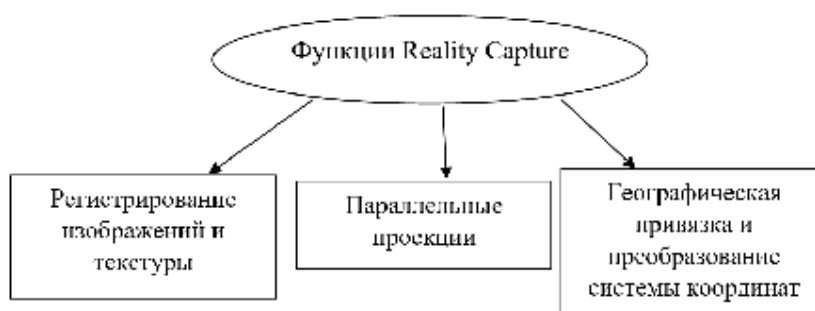 Функции Reality Capture
Регистрирование
изображений и
текстуры
Параллельные
проекции
Географическая
привязка и
преобразование
системы координат